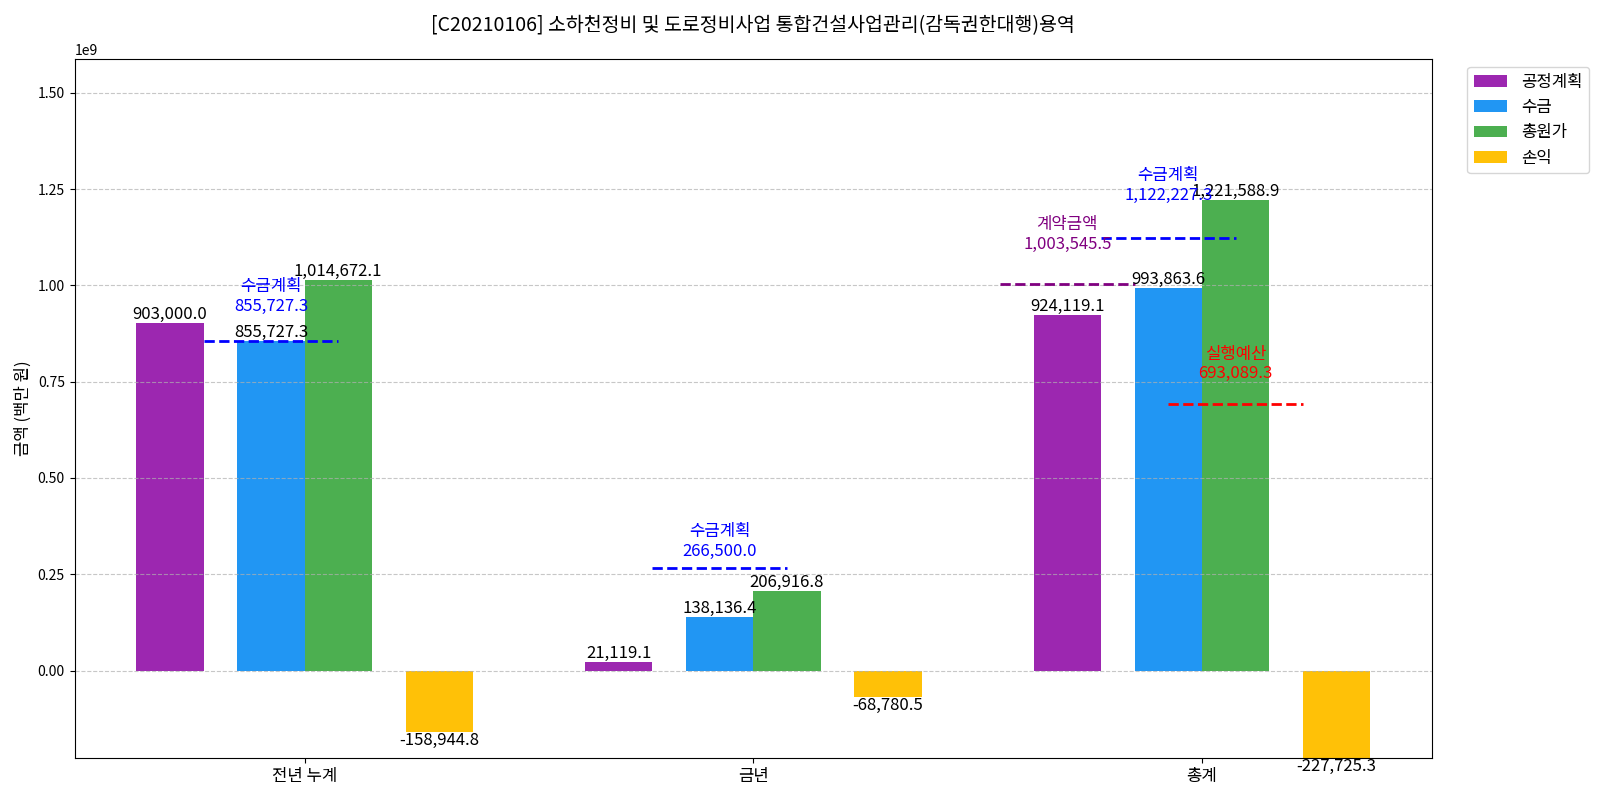 [C20210106] 소하천정비 및 도로정비사업 통합건설사업관리(감독권한대행)용역
1e9
1.50
1.25
1.00
0.75
0.50
0.25
0.00
금액 (백만 원)
903,000.0
수금계획
855,727.3
855,727.3
1,014,672.1
-158,944.8
21,119.1
수금계획
266,500.0
138,136.4
206,916.8
-68,780.5
계약금액
1,003,545.5
924,119.1
수금계획
1,122,227.3
993,863.6
1,221,588.9
실행예산
693,089.3
-227,725.3
전년 누계
금년
총계
공정계획
수금
총원가
손익